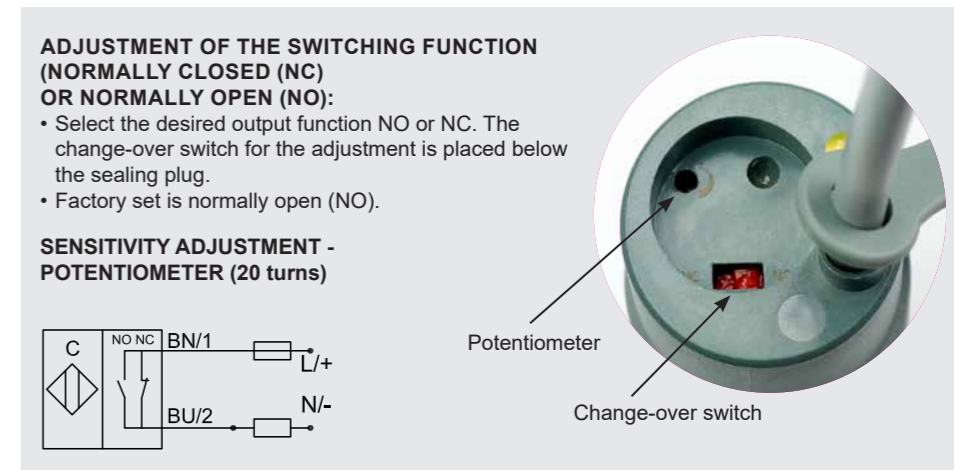 ADJUSTMENT OF THE SWITCHING FUNCTION
(NORMALLY CLOSED (NC)
OR NORMALLY OPEN (NO):
• Select the desired output function NO or NC. The
change-over switch for the adjustment is placed below
the sealing plug.
• Factory set is normally open (NO).
SENSITIVITY ADJUSTMENT -
POTENTIOMETER (20 turns)
C
NO NC
BN/1
L/+
BU/2
N/-
Potentiometer
Change-over switch